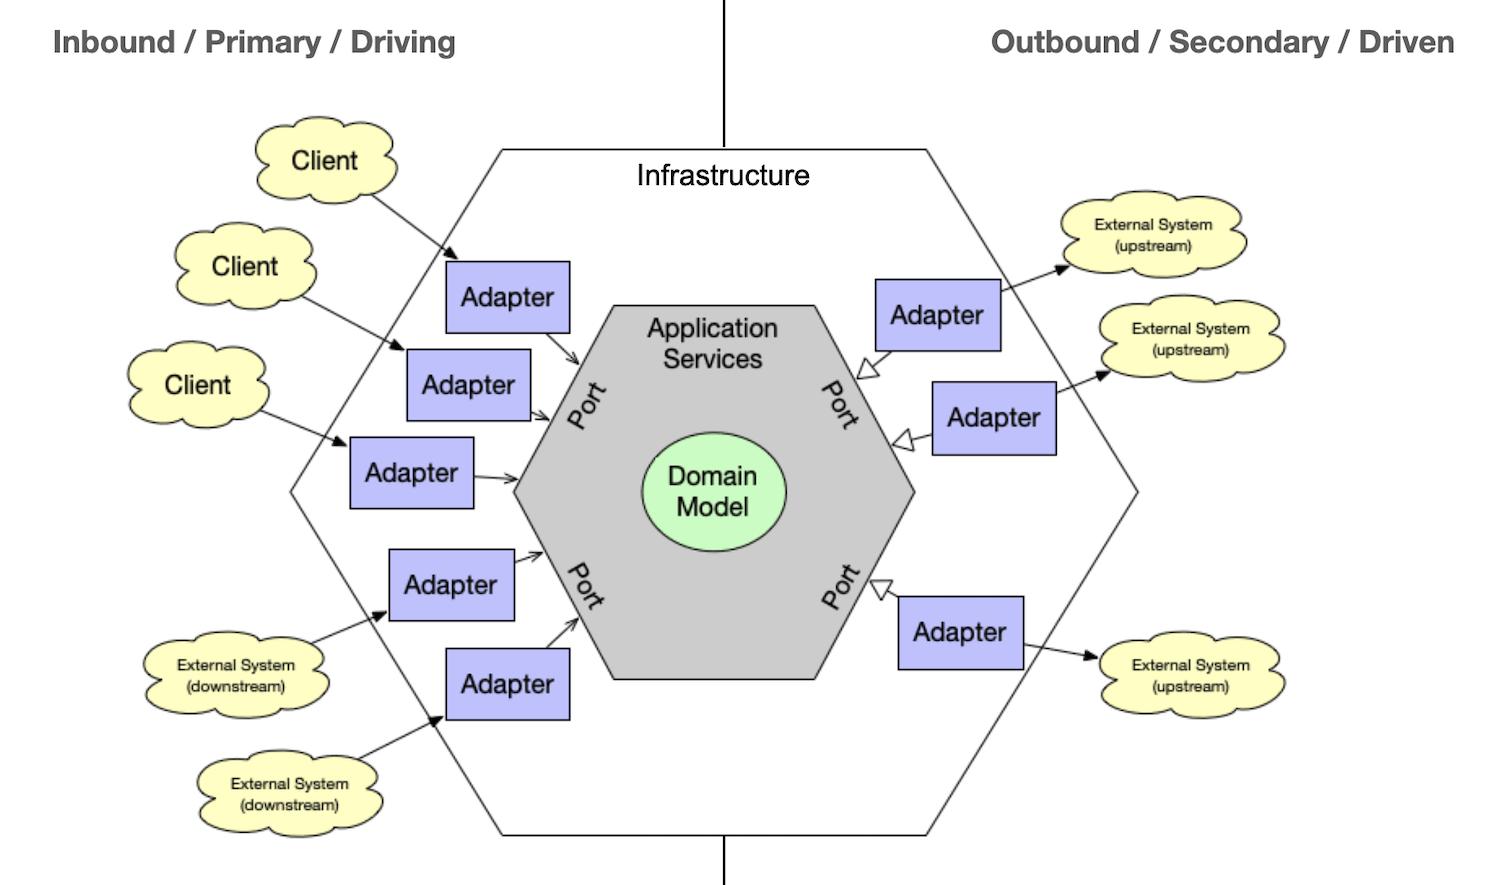 Inbound / Primary / Driving
Outbound / Secondary / Driven
Infrastructure
Client
Client
Client
External System
(downstream)
External System
(downstream)
Adapter
Adapter
Adapter
Adapter
Adapter
Port
Port
Application
Services
Domain
Model
Port
Port
Adapter
Adapter
Adapter
External System
(upstream)
External System
(upstream)
External System
(upstream)